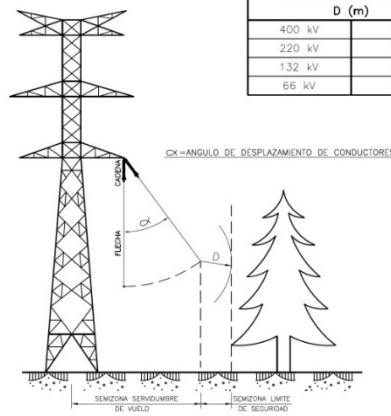 D (m)
400 kV
220 kV
132 kV
66 kV
α=ANGULO DE DESPLAZAMIENTO DE CONDUCTORES
CADENA
α
FLECHA
D
SEMIZONA SERVIDUMBRE
DE VUELO
SEMIZONA LIMITE
DE SEGURIDAD